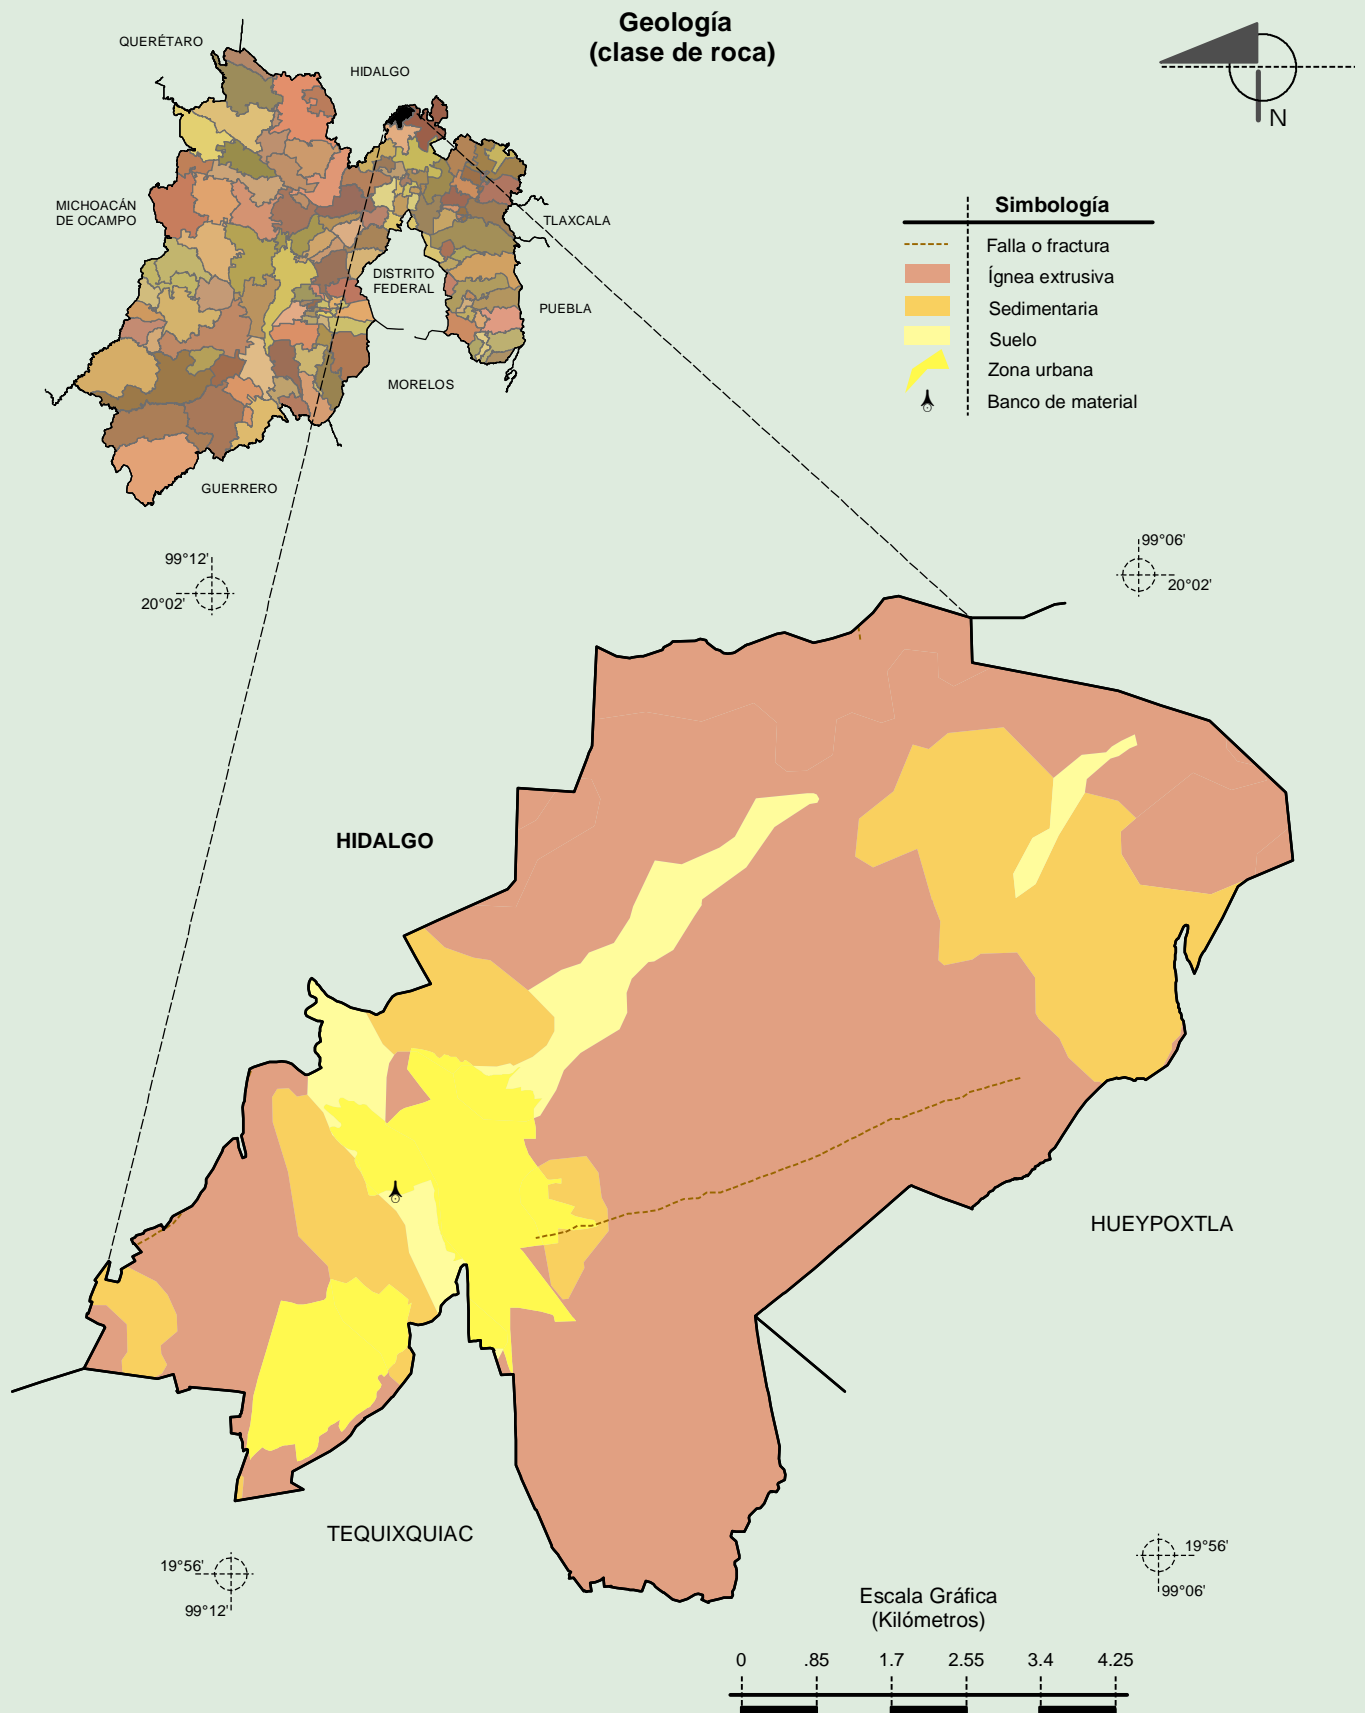 Geología
(clase de roca)
QUERÉTARO
HIDALGO
N
MICHOACÁN
DE OCAMPO
TLAXCALA
DISTRITO
FEDERAL
PUEBLA
MORELOS
GUERRERO
Simbología
Falla o fractura
Ígnea extrusiva
Sedimentaria
Suelo
Zona urbana
Banco de material
99°12'
20°02'
99°06'
20°02'
HIDALGO
HUEYPOXTLA
TEQUIXQUIAC
19°56'
99°12'
19°56'
99°06'
Escala Gráfica
(Kilómetros)
0 .85 1.7 2.55 3.4 4.25